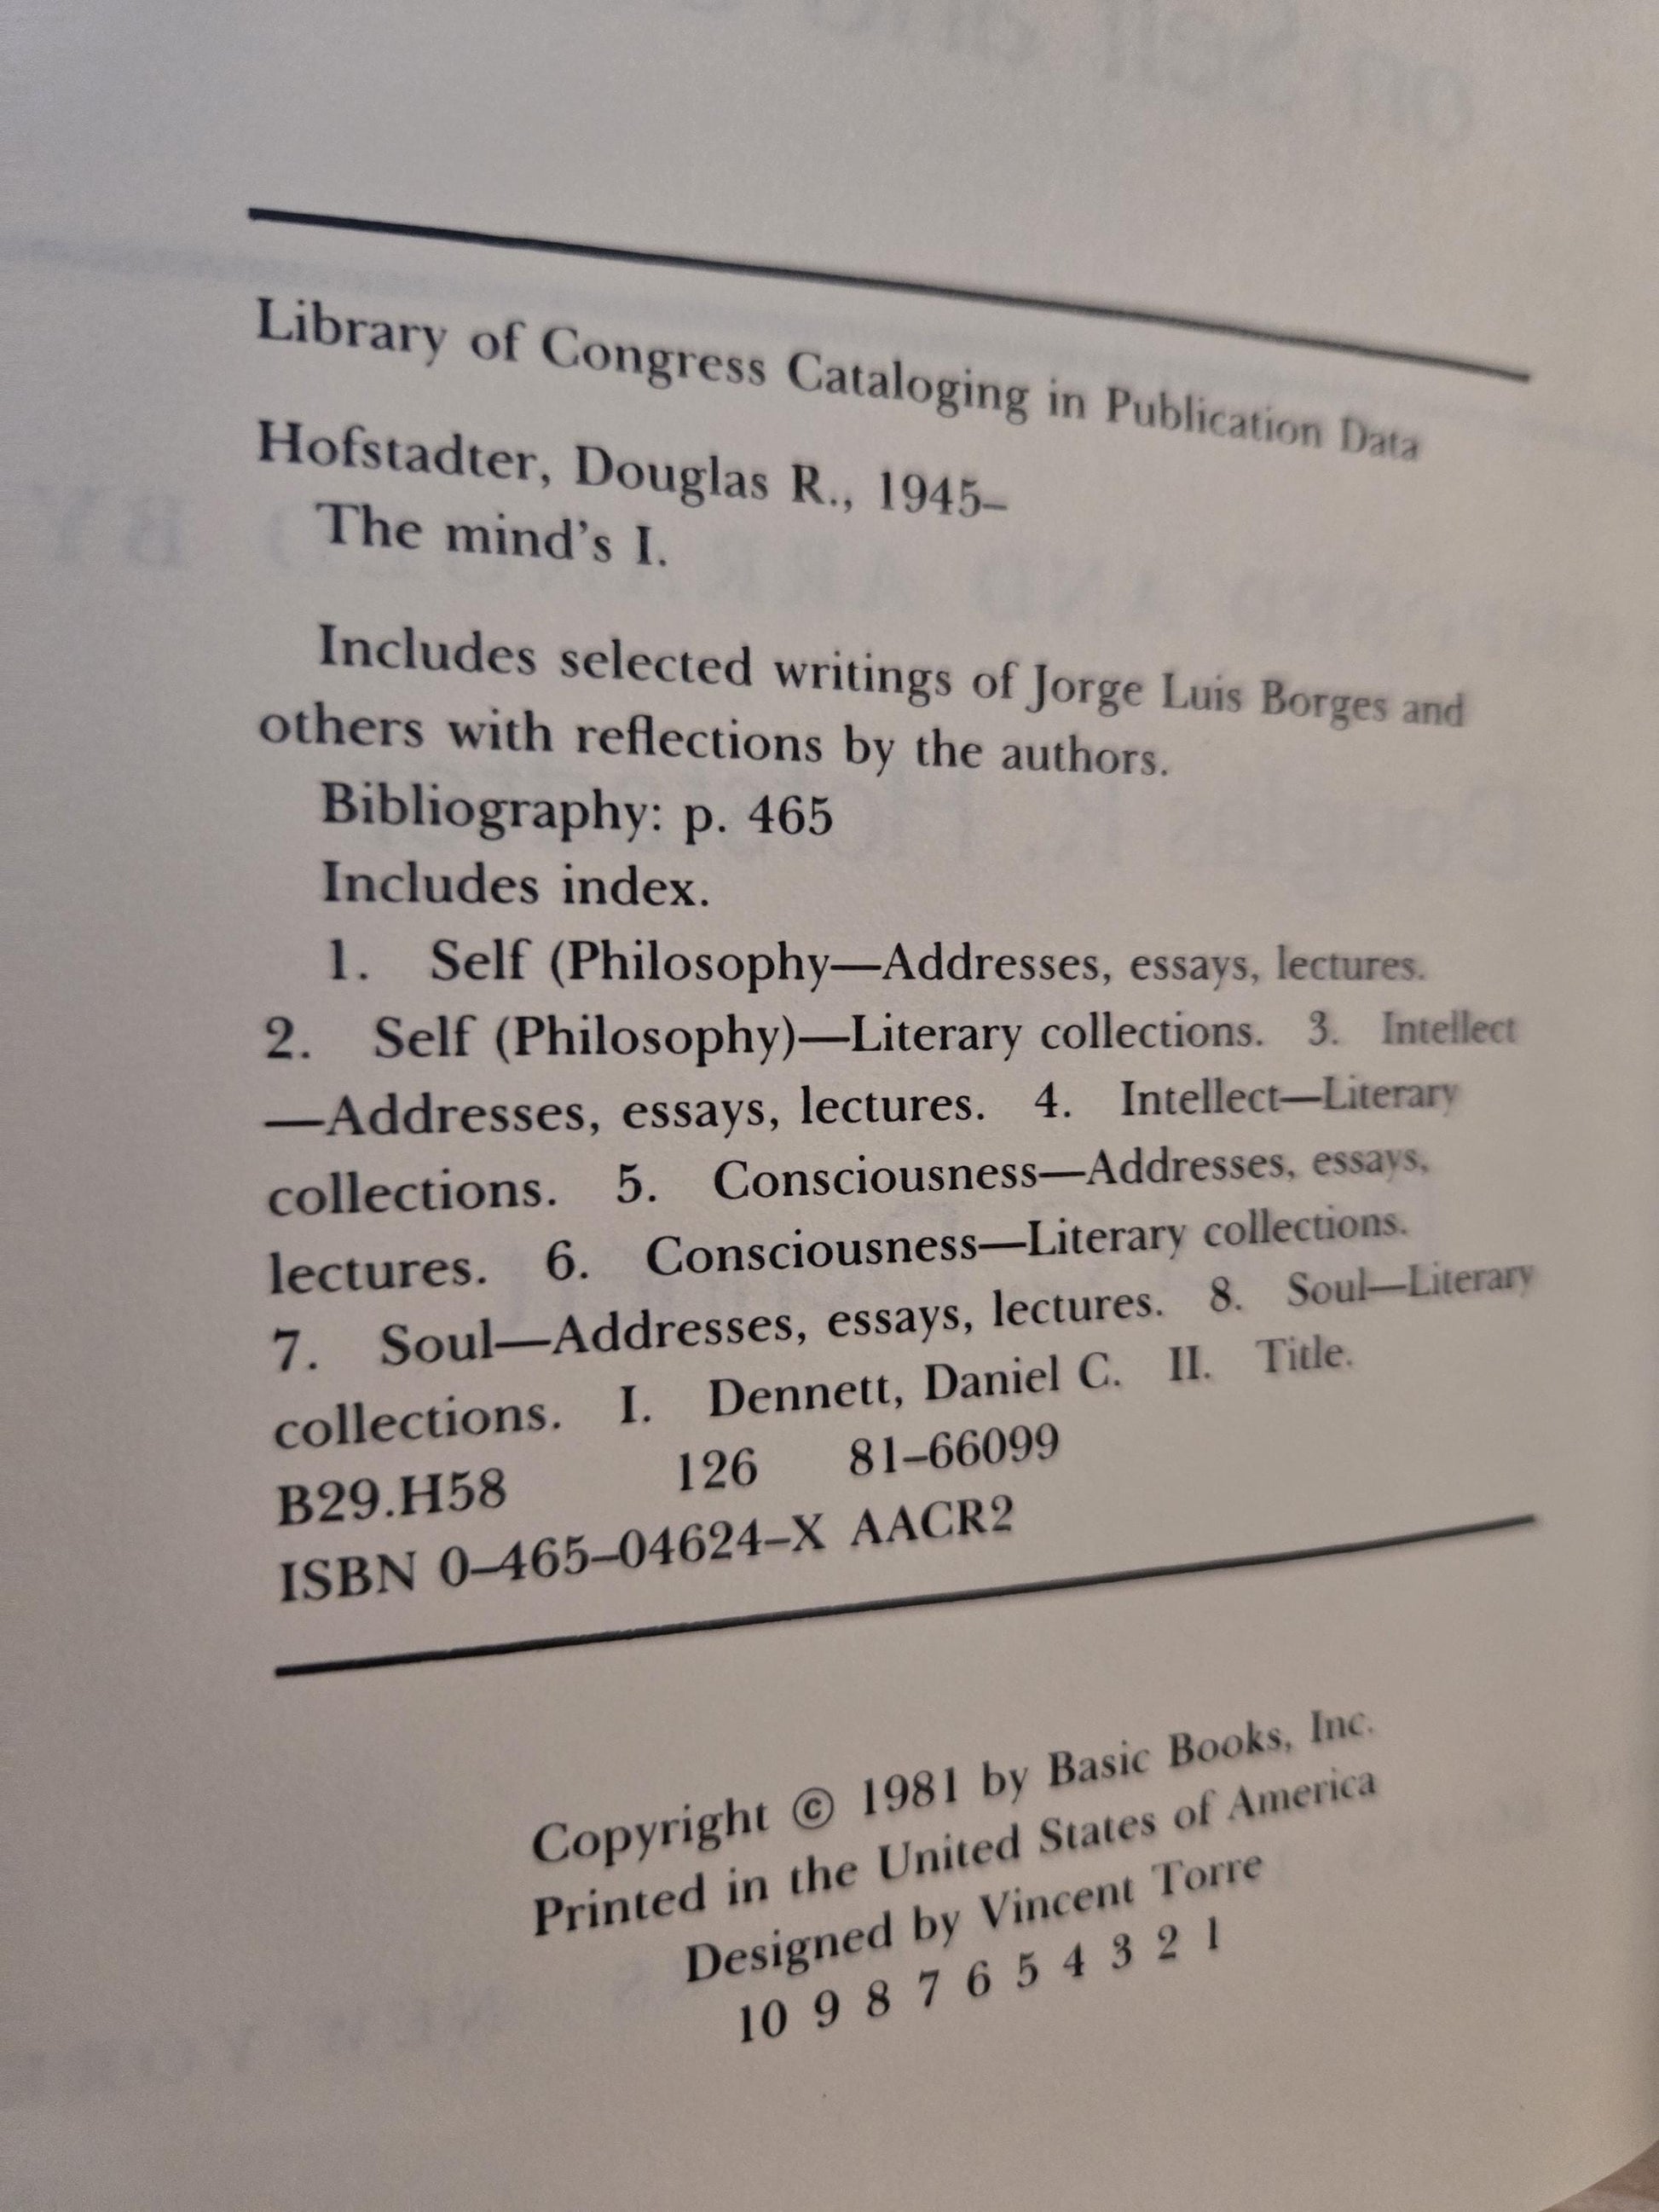 Library of Congress Cataloging in Publication Data
Hofstadter, Douglas R., 1945–
The mind's I.
Includes selected writings of Jorge Luis Borges and
others with reflections by the authors.
Bibliography: p. 465
Includes index.
1. Self (Philosophy—Addresses, essays, lectures.
2. Self (Philosophy)—Literary collections. 3. Intellect
—Addresses, essays, lectures. 4. Intellect—Literary
collections. 5. Consciousness—Addresses, essays,
lectures. 6. Consciousness—Literary collections.
7. Soul—Addresses, essays, lectures. 8. Soul—Literary
collections. I. Dennett, Daniel C. II. Title.
B29.H58 126 81–66099
ISBN 0–465–04624–X AACR2
Copyright © 1981 by Basic Books, Inc.
Printed in the United States of America
Designed by Vincent Torre
10 9 8 7 6 5 4 3 2 1